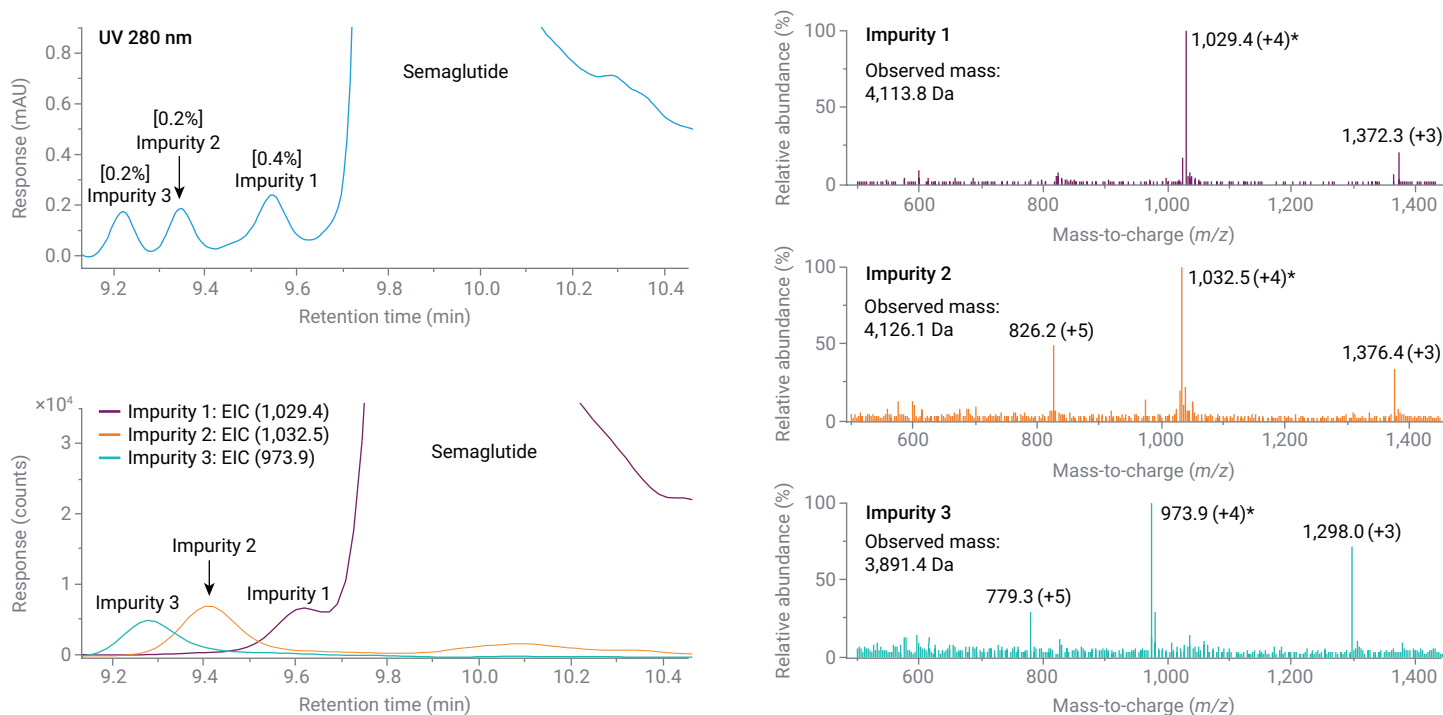 UV 280 nm
Semaglutide
[0.2%]
Impurity 2
[0.2%]
Impurity 3
[0.4%]
Impurity 1
0.8
0.6
0.4
0.2
0.0
Response (mAU)
9.2 9.4 9.6 9.8 10.0 10.2 10.4
Retention time (min)
×10⁴
Impurity 1: EIC (1,029.4)
Impurity 2: EIC (1,032.5)
Impurity 3: EIC (973.9)
Semaglutide
Impurity 2
Impurity 3
Impurity 1
3
2
1
0
Response (counts)
9.2 9.4 9.6 9.8 10.0 10.2 10.4
Retention time (min)
Impurity 1
Observed mass:
4,113.8 Da
1,029.4 (+4)*
1,372.3 (+3)
100
50
0
Relative abundance (%)
600 800 1,000 1,200 1,400
Mass-to-charge (m/z)
Impurity 2
Observed mass:
4,126.1 Da
826.2 (+5)
1,032.5 (+4)*
1,376.4 (+3)
100
50
0
Relative abundance (%)
600 800 1,000 1,200 1,400
Mass-to-charge (m/z)
Impurity 3
Observed mass:
3,891.4 Da
779.3 (+5)
973.9 (+4)*
1,298.0 (+3)
100
50
0
Relative abundance (%)
600 800 1,000 1,200 1,400
Mass-to-charge (m/z)